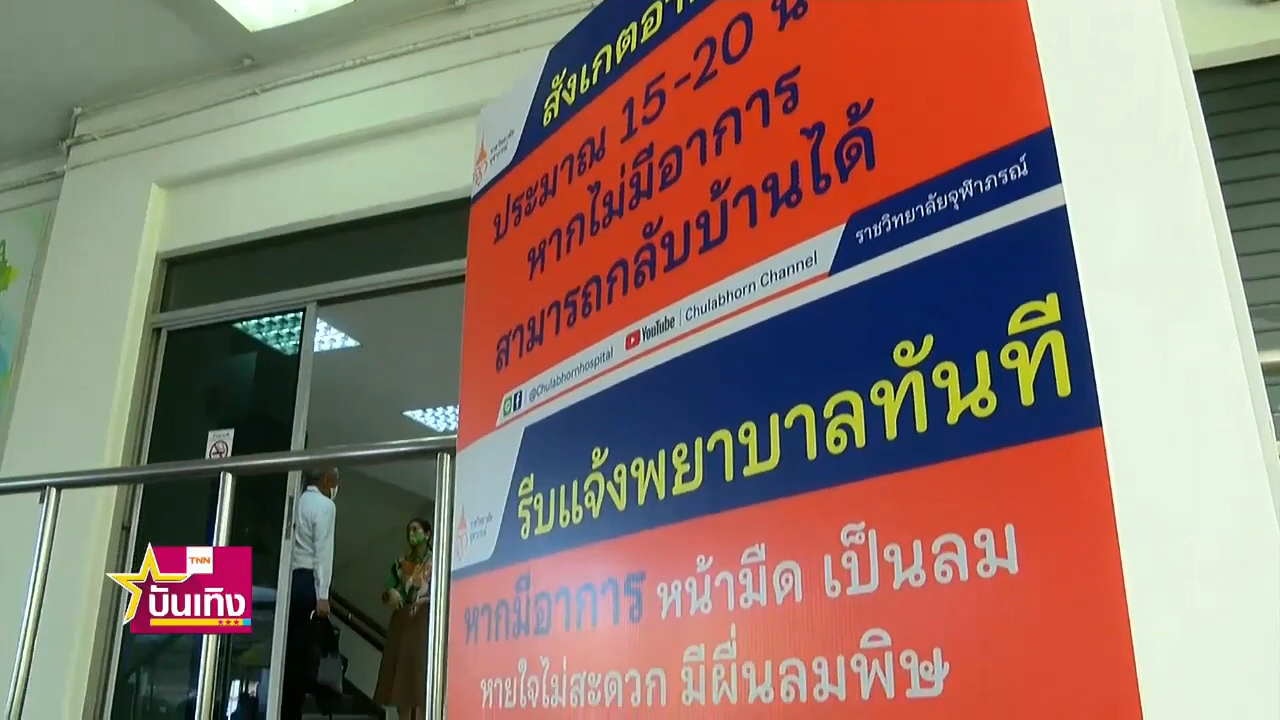 สังเกตอา
ประมาณ 15-20 น
หากไม่มีอาการ
สามารถกลับบ้านได้
ราชวิทยาลัยจุฬาภรณ์
@Chulabhornhospital YouTube Chulabhorn Channel
รีบแจ้งพยาบาลทันที
หากมีอาการ หน้ามืด เป็นลม
หายใจไม่สะดวก มีผื่นลมพิษ
TNN
บันเทิง